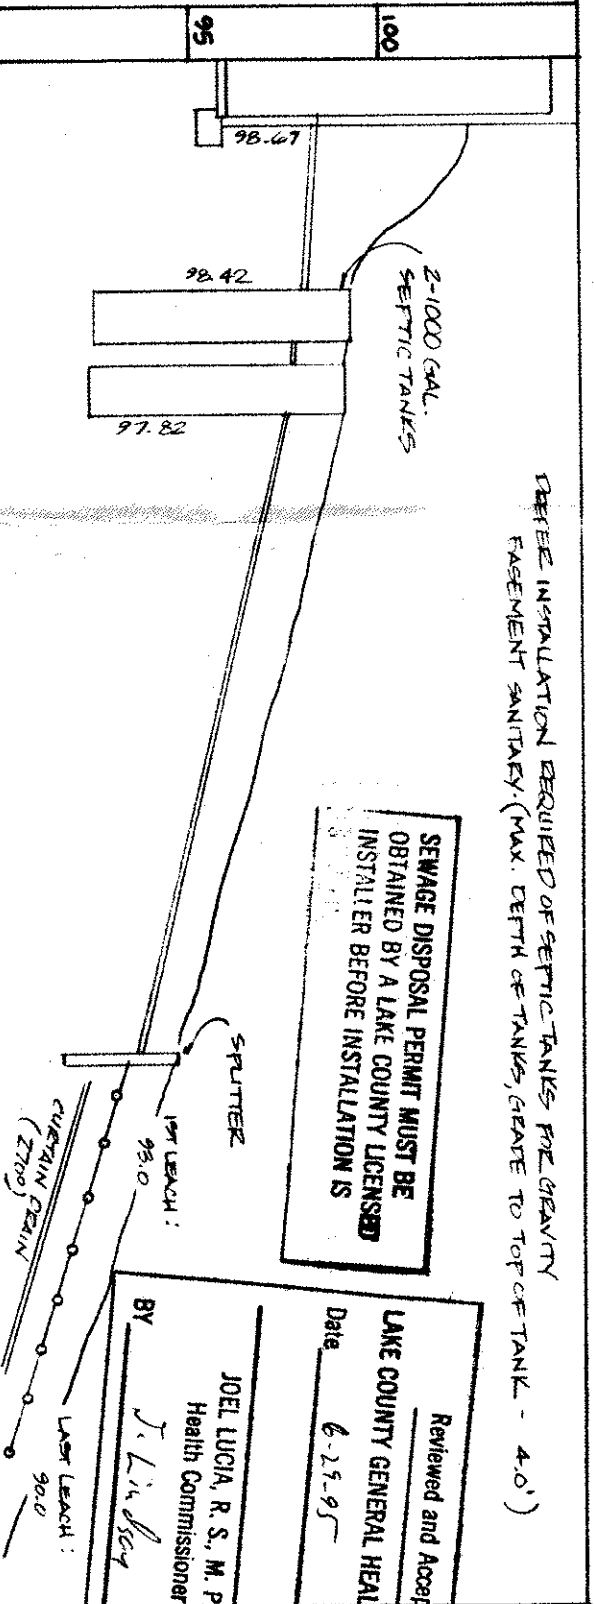 100
95
DEEPER INSTALLATION REQUIRED OF SEPTIC TANKS FOR GRAVITY
EASEMENT SANITARY. (MAX. DEPTH OF TANKS, GRADE TO TOP OF TANK - 4.0')
2-1000 GAL.
SEPTIC TANKS
98.67
98.42
97.82
SEWAGE DISPOSAL PERMIT MUST BE
OBTAINED BY A LAKE COUNTY LICENSED
INSTALLER BEFORE INSTALLATION IS
SPLITTER
1ST LEACH:
93.0
CURTAIN DRAIN
LAST LEACH:
90.0
Reviewed and Accep
LAKE COUNTY GENERAL HEAL
Date 6-29-95
JOEL LUCIA, R. S., M. P
Health Commissioner
BY J. Lindsey